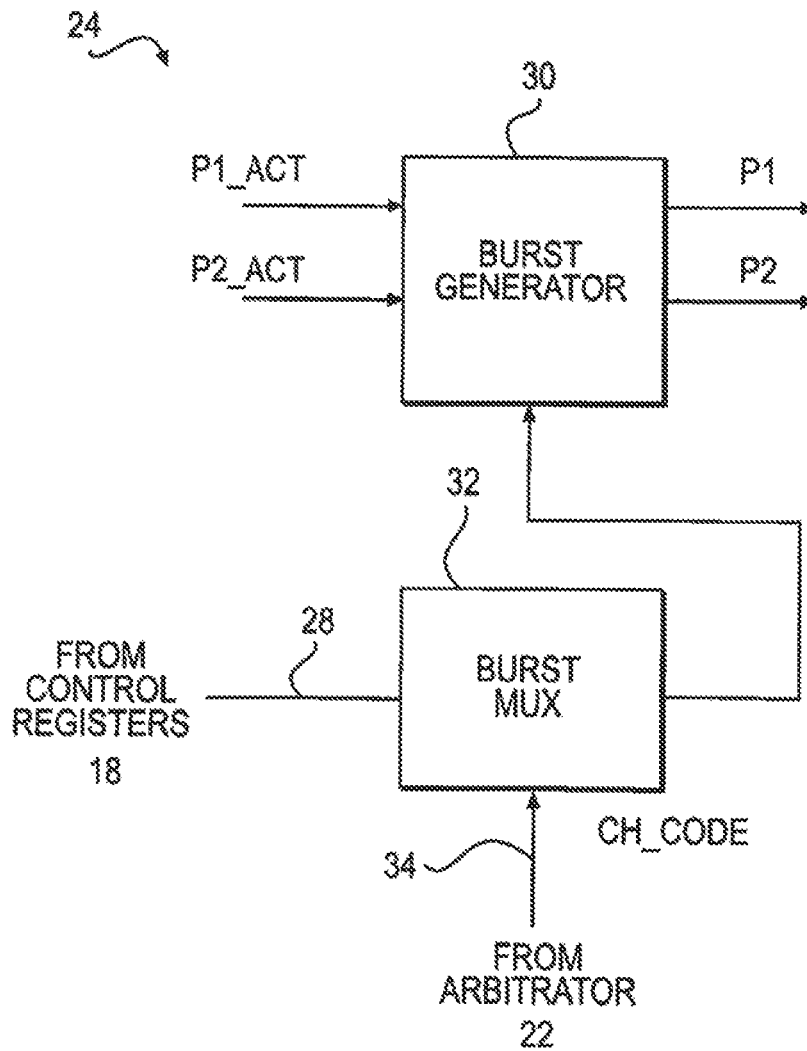 24
30
P1_ACT
P1
P2_ACT
P2
BURST
GENERATOR
32
28
FROM
CONTROL
REGISTERS
18
BURST
MUX
CH_CODE
34
FROM
ARBITRATOR
22